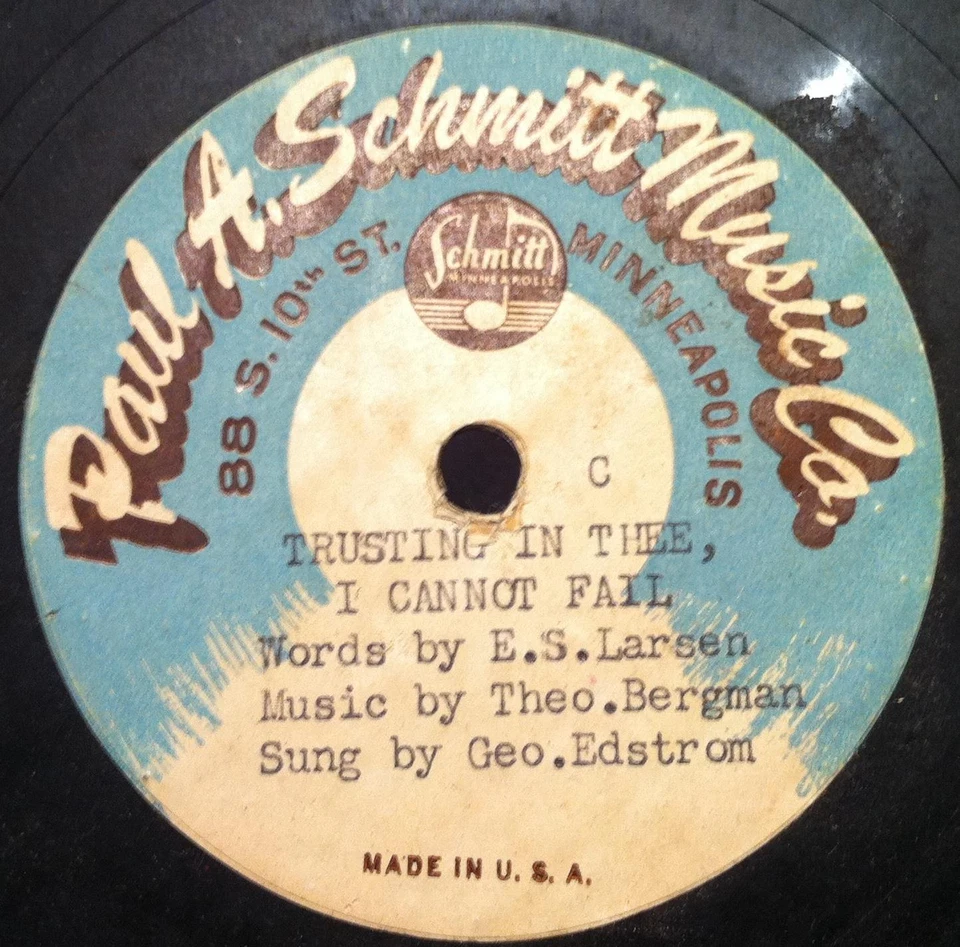 Paul A. Schmitt Music Co.
88 S. 10th ST. MINNEAPOLIS
Schmitt
MINNEAPOLIS
C
TRUSTING IN THEE,
I CANNOT FAIL
Words by E.S.Larsen
Music by Theo.Bergman
Sung by Geo.Edstrom
MADE IN U. S. A.